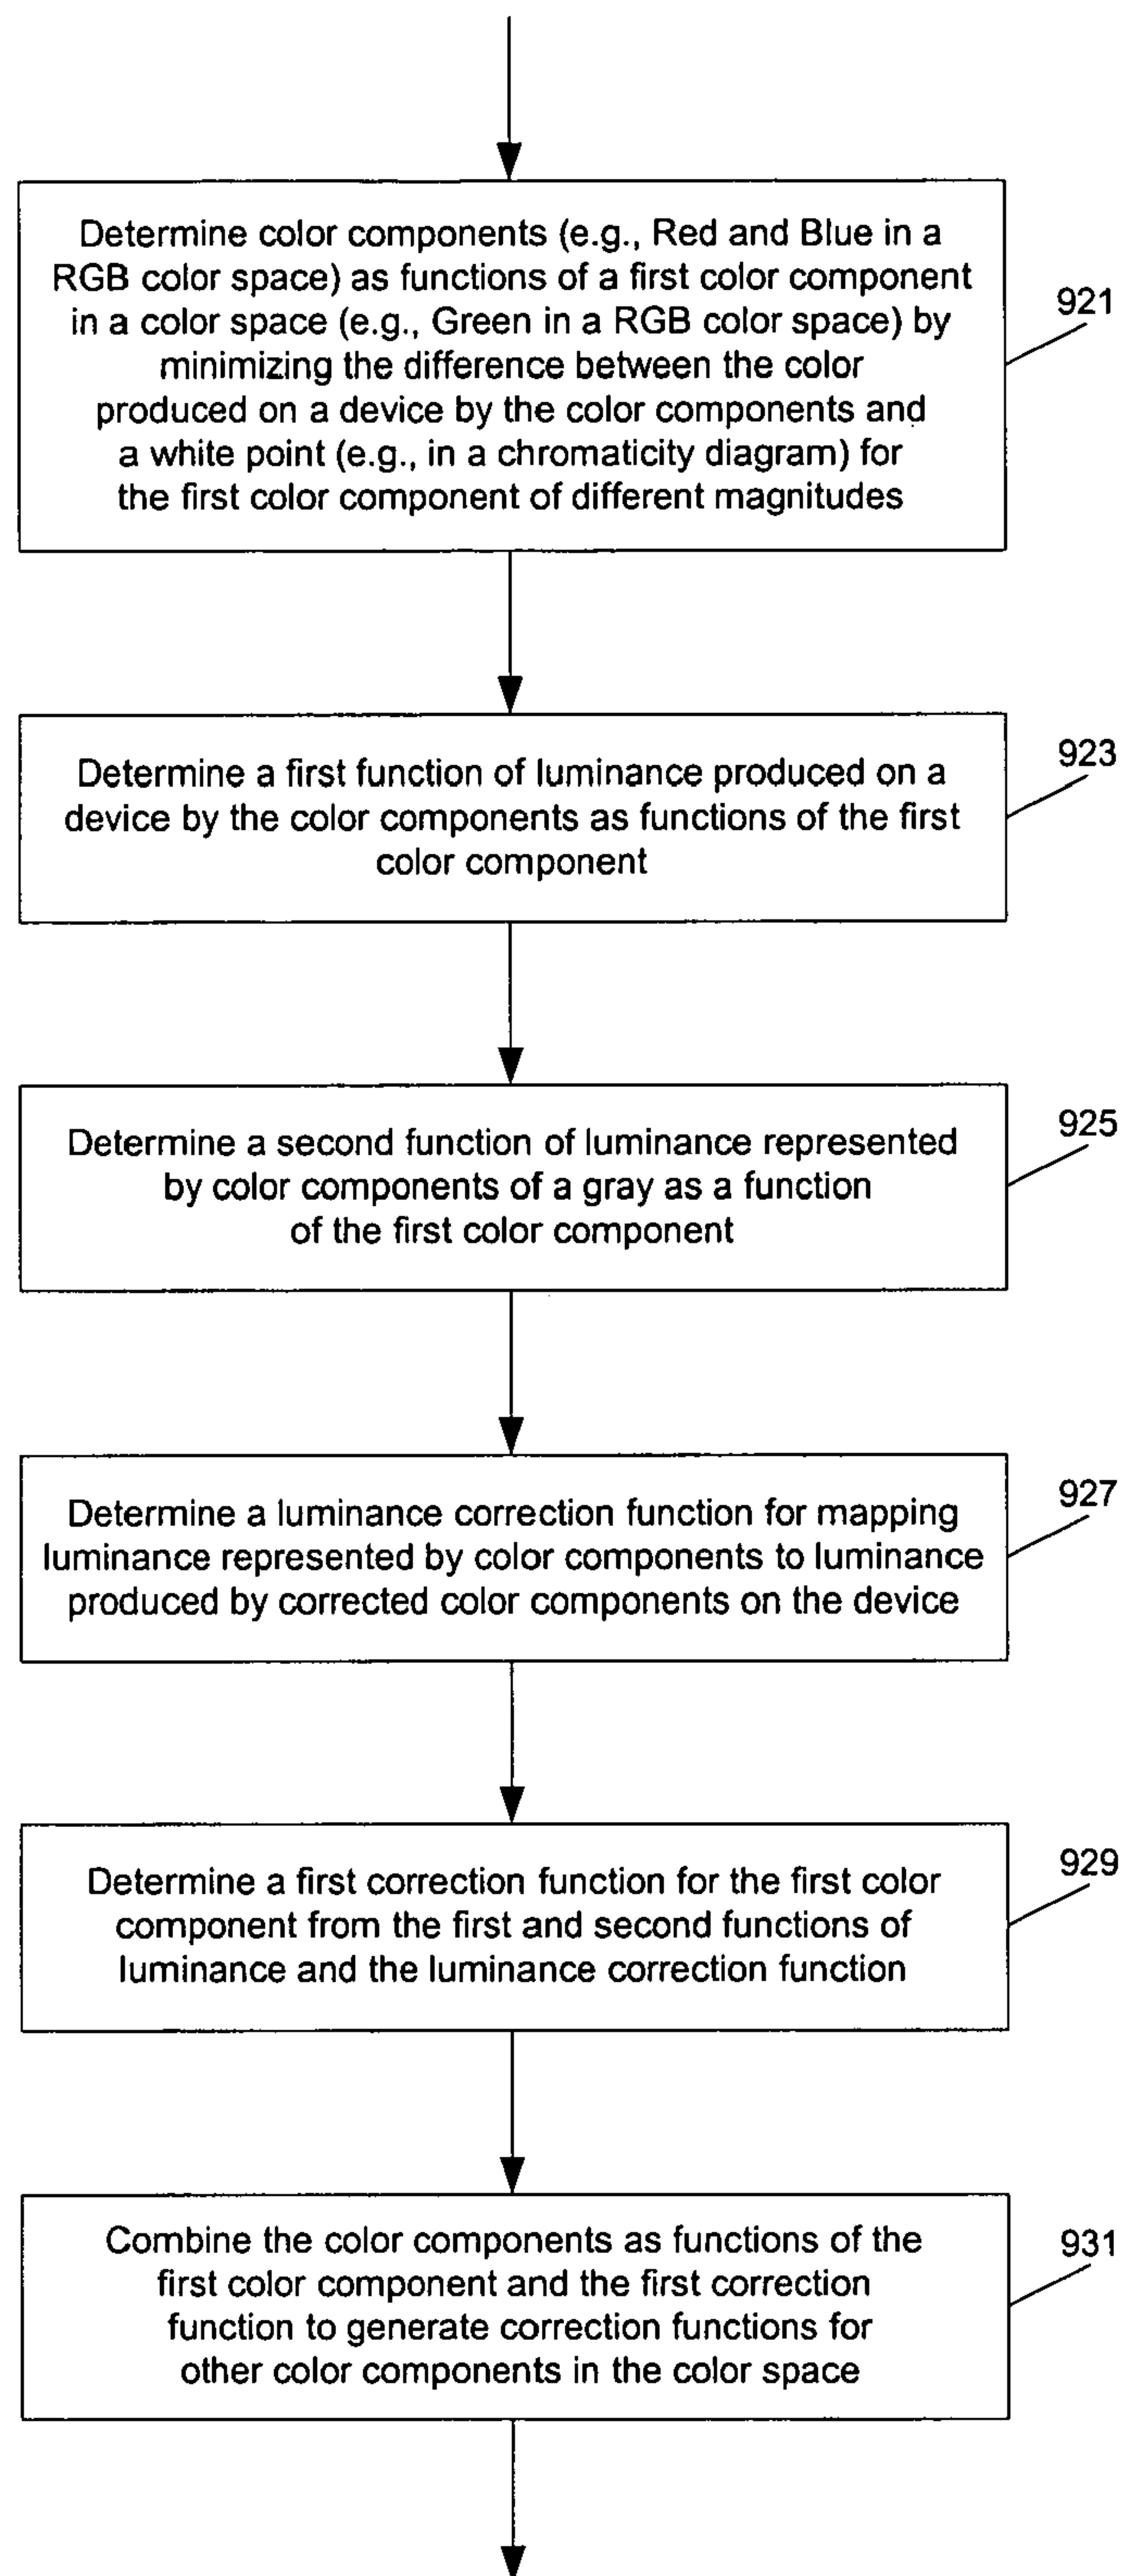 Determine color components (e.g., Red and Blue in a
RGB color space) as functions of a first color component
in a color space (e.g., Green in a RGB color space) by
minimizing the difference between the color
produced on a device by the color components and
a white point (e.g., in a chromaticity diagram) for
the first color component of different magnitudes
921
Determine a first function of luminance produced on a
device by the color components as functions of the first
color component
923
Determine a second function of luminance represented
by color components of a gray as a function
of the first color component
925
Determine a luminance correction function for mapping
luminance represented by color components to luminance
produced by corrected color components on the device
927
Determine a first correction function for the first color
component from the first and second functions of
luminance and the luminance correction function
929
Combine the color components as functions of the
first color component and the first correction
function to generate correction functions for
other color components in the color space
931